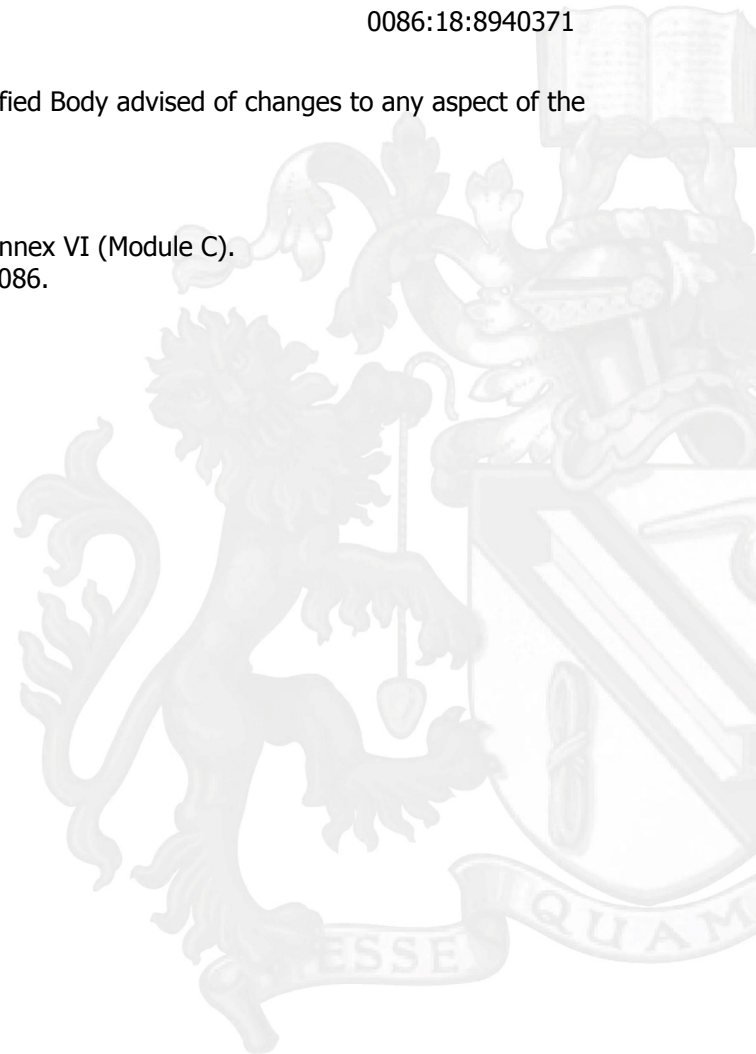 0086:18:8940371
fied Body advised of changes to any aspect of the
nnex VI (Module C).
086.
ESSE
QUAM